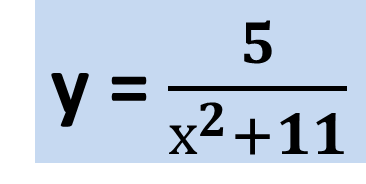 y = 5 / x²+11